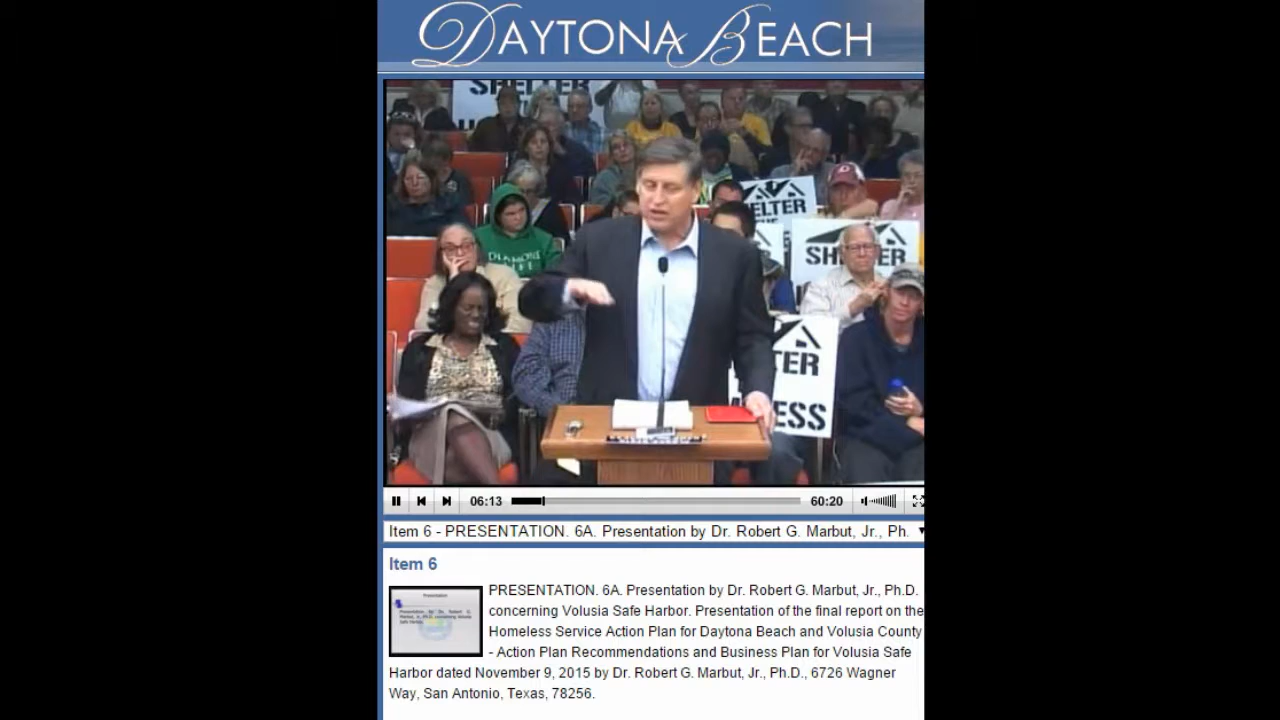 DAYTONA BEACH
SHELTER
DIAMOND
LIFE
SHELTER
06:13
60:20
Item 6 - PRESENTATION. 6A. Presentation by Dr. Robert G. Marbut, Jr., Ph.
Item 6
PRESENTATION. 6A. Presentation by Dr. Robert G. Marbut, Jr., Ph.D.
concerning Volusia Safe Harbor. Presentation of the final report on the
Homeless Service Action Plan for Daytona Beach and Volusia County
- Action Plan Recommendations and Business Plan for Volusia Safe
Harbor dated November 9, 2015 by Dr. Robert G. Marbut, Jr., Ph.D., 6726 Wagner
Way, San Antonio, Texas, 78256.